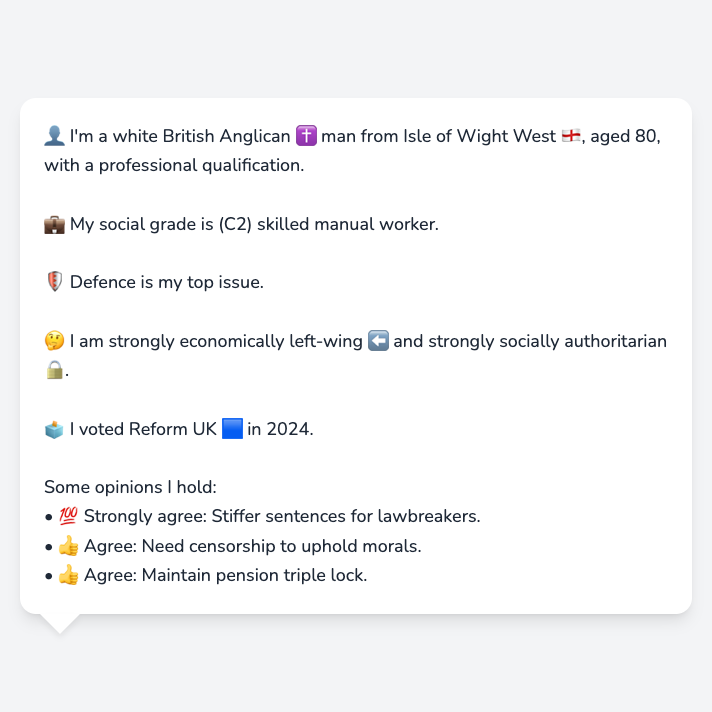 👤 I'm a white British Anglican ✝️ man from Isle of Wight West 🏴󠁧󠁢󠁥󠁮󠁧󠁿, aged 80,
with a professional qualification.
💼 My social grade is (C2) skilled manual worker.
🛡️ Defence is my top issue.
🤔 I am strongly economically left-wing ⬅️ and strongly socially authoritarian
🔒.
🗳️ I voted Reform UK 🟦 in 2024.
Some opinions I hold:
• 💯 Strongly agree: Stiffer sentences for lawbreakers.
• 👍 Agree: Need censorship to uphold morals.
• 👍 Agree: Maintain pension triple lock.